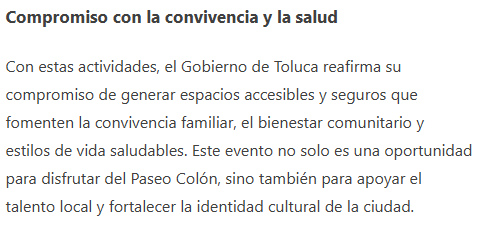 Compromiso con la convivencia y la salud
Con estas actividades, el Gobierno de Toluca reafirma su
compromiso de generar espacios accesibles y seguros que
fomenten la convivencia familiar, el bienestar comunitario y
estilos de vida saludables. Este evento no solo es una oportunidad
para disfrutar del Paseo Colón, sino también para apoyar el
talento local y fortalecer la identidad cultural de la ciudad.